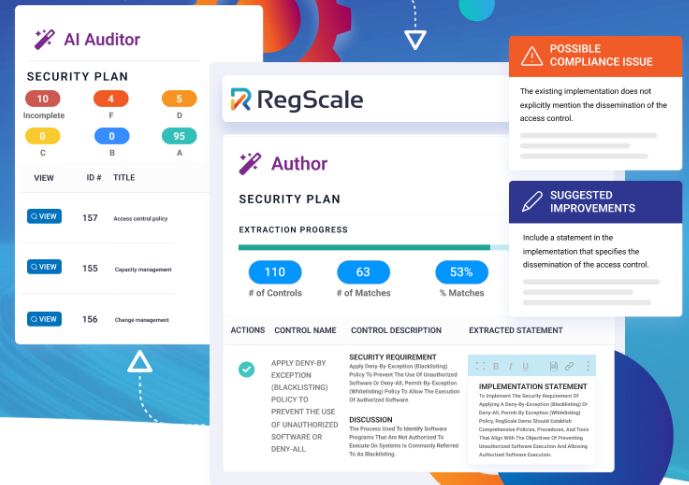 AI Auditor
SECURITY PLAN
10
4
5
Incomplete
F
D
0
0
95
C
B
A
VIEW
ID #
TITLE
VIEW
157
Access control policy
VIEW
155
Capacity management
VIEW
156
Change management
RegScale
Author
SECURITY PLAN
EXTRACTION PROGRESS
110
63
53%
# of Controls
# of Matches
% Matches
ACTIONS
CONTROL NAME
CONTROL DESCRIPTION
EXTRACTED STATEMENT
APPLY DENY-BY
EXCEPTION
(BLACKLISTING)
POLICY TO
PREVENT THE USE
OF UNAUTHORIZED
SOFTWARE OR
DENY-ALL
SECURITY REQUIREMENT
Apply Deny-By-Exception (Blacklisting)
Policy To Prevent The Use Of Unauthorized
Software Or Deny-All, Permit-By-Exception
(Whitelisting) Policy To Allow The Execution
Of Authorized Software.
DISCUSSION
The Process Used To Identify Software
Programs That Are Not Authorized To
Execute On Systems Is Commonly Referred
To As Blacklisting.
B I U
IMPLEMENTATION STATEMENT
To Implement The Security Requirement Of
Applying A Deny-By-Exception (Blacklisting) Or
Deny-All, Permit-By Exception (Whitelisting)
Policy, RegScale Demo Should Establish
Comprehensive Policies, Procedures, And Tools
That Align With The Objectives Of Preventing
Unauthorized Software Execution And Allowing
Authorized Software Execution.
POSSIBLE
COMPLIANCE ISSUE
The existing implementation does not
explicitly mention the dissemination of the
access control.
SUGGESTED
IMPROVEMENTS
Include a statement in the
implementation that specifies the
dissemination of the access control.